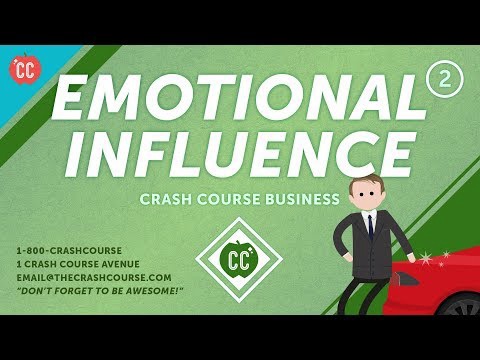 CC
2
EMOTIONAL
INFLUENCE
CRASH COURSE BUSINESS
CC
1-800-CRASHCOURSE
1 CRASH COURSE AVENUE
EMAIL@THECRASHCOURSE.COM
"DON'T FORGET TO BE AWESOME!"